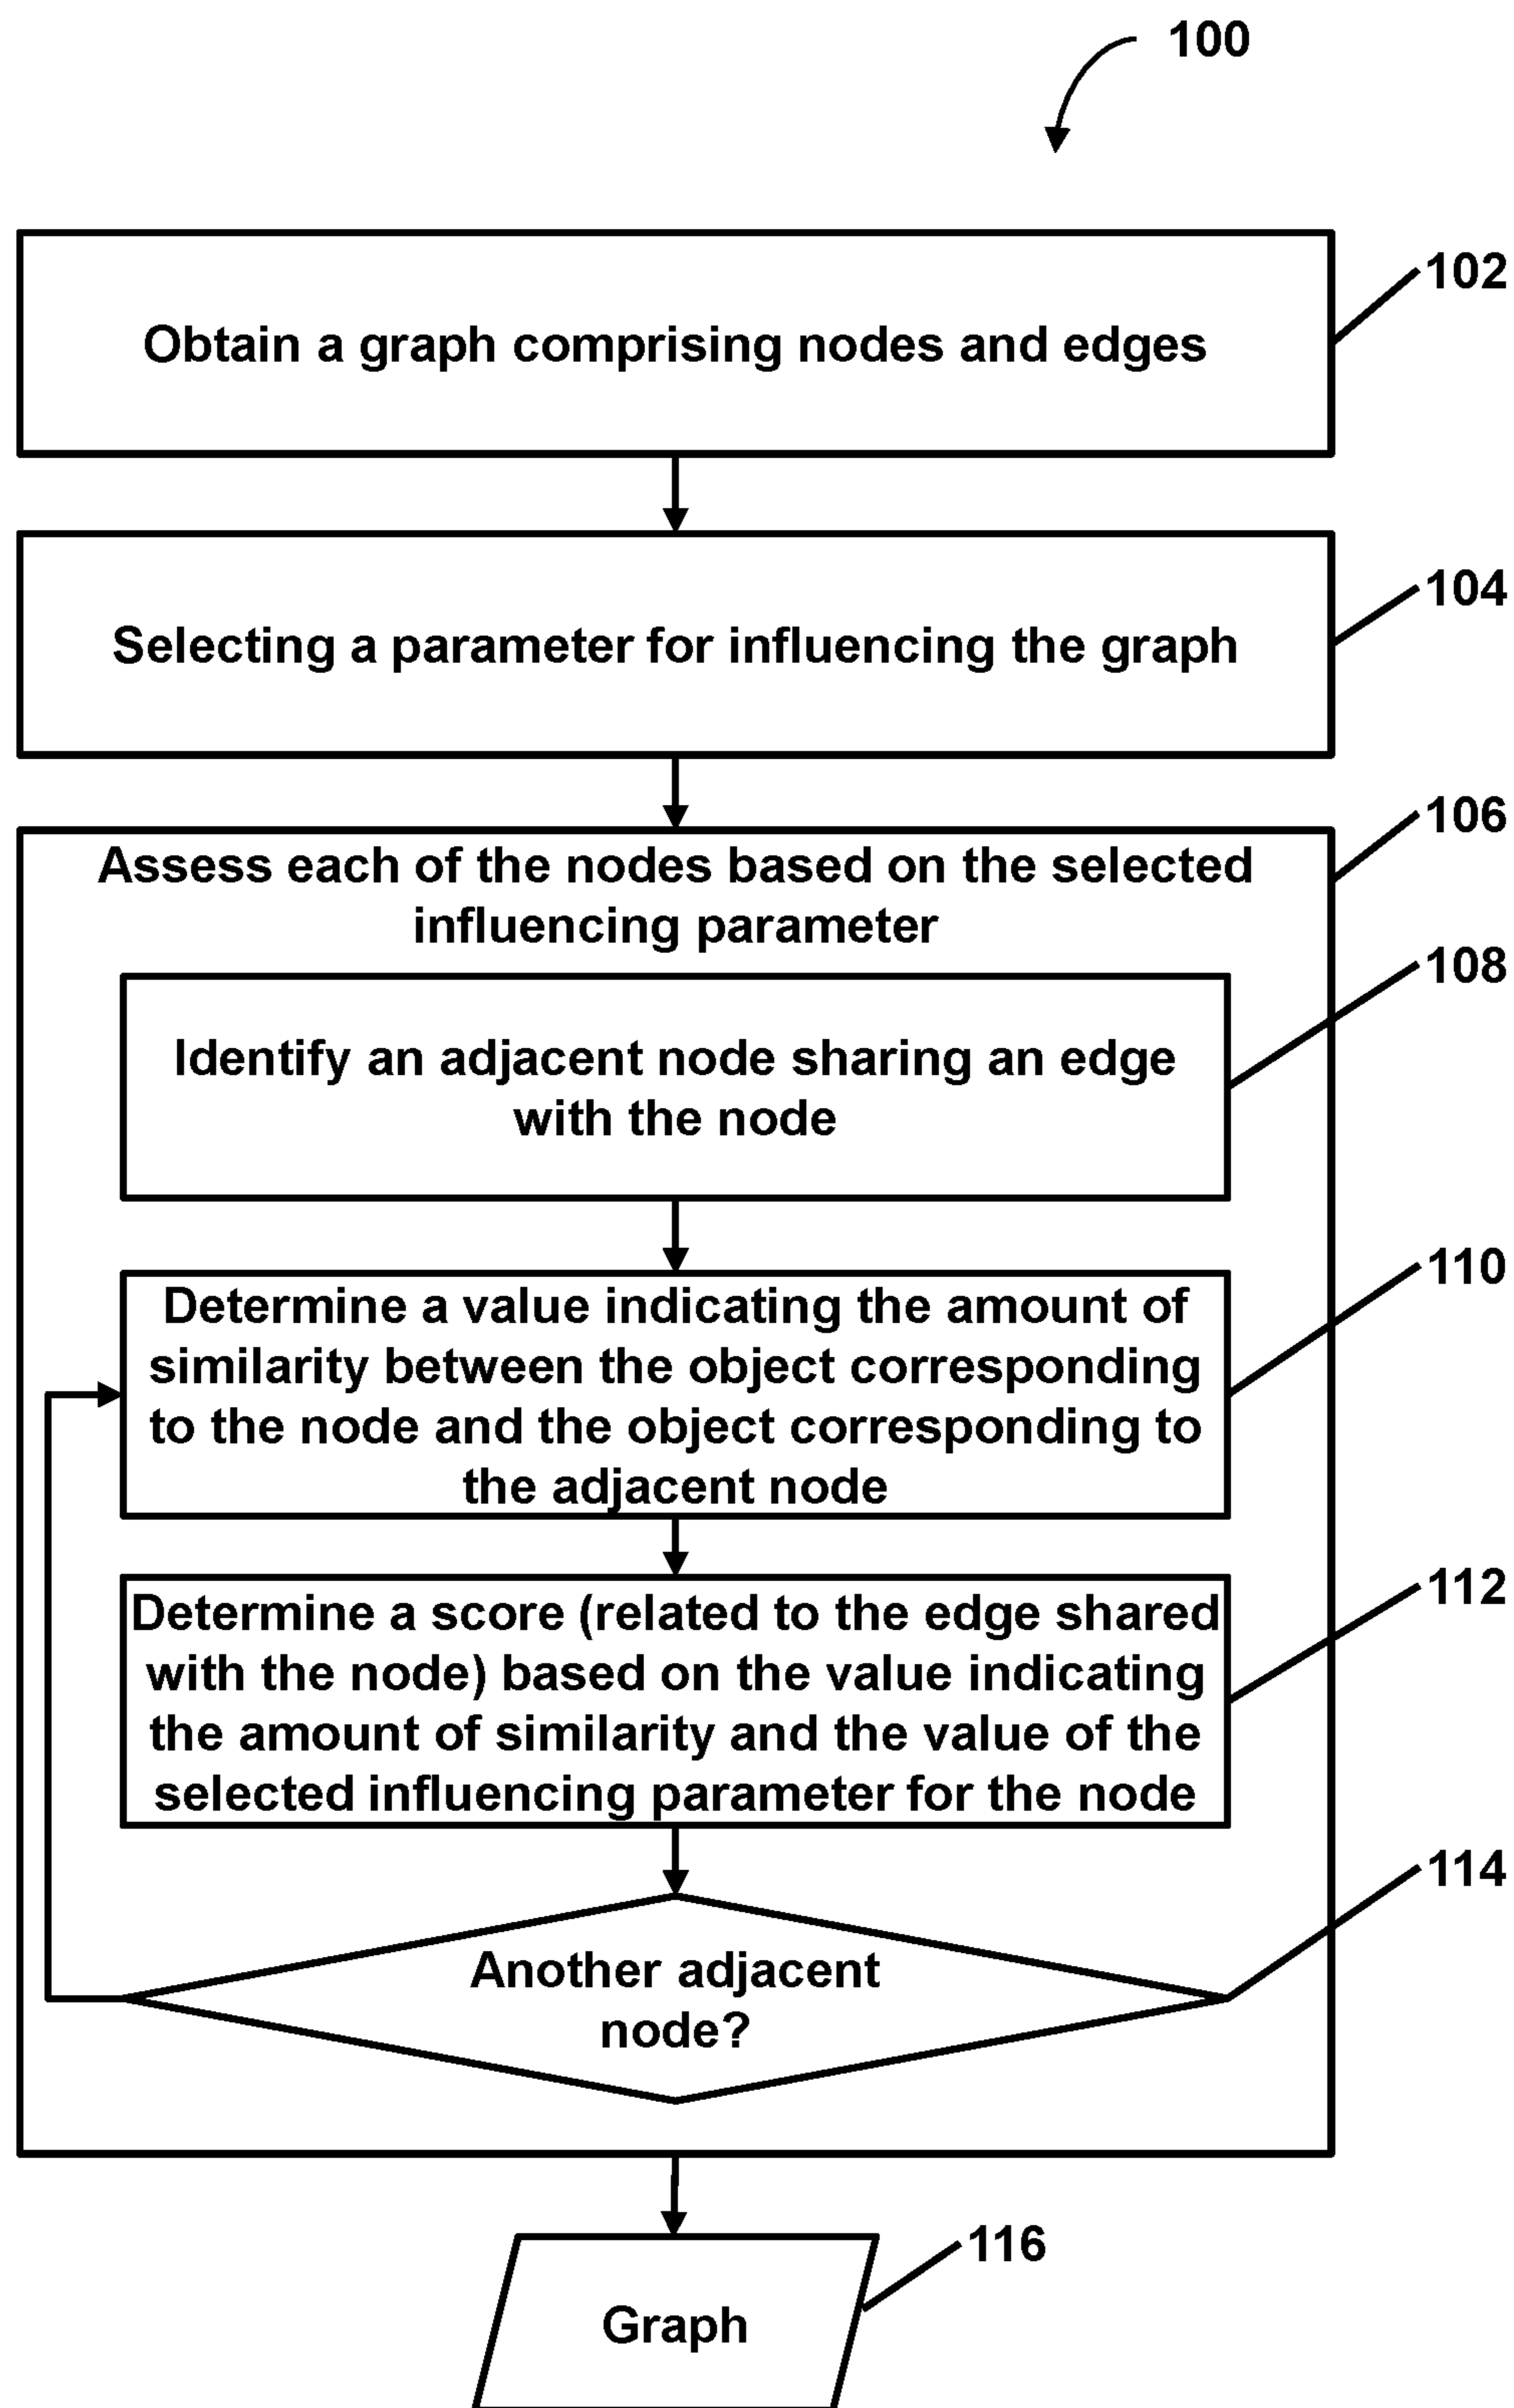 100
Obtain a graph comprising nodes and edges
102
Selecting a parameter for influencing the graph
104
Assess each of the nodes based on the selected
influencing parameter
106
Identify an adjacent node sharing an edge
with the node
108
Determine a value indicating the amount of
similarity between the object corresponding
to the node and the object corresponding to
the adjacent node
110
Determine a score (related to the edge shared
with the node) based on the value indicating
the amount of similarity and the value of the
selected influencing parameter for the node
112
Another adjacent
node?
114
Graph
116